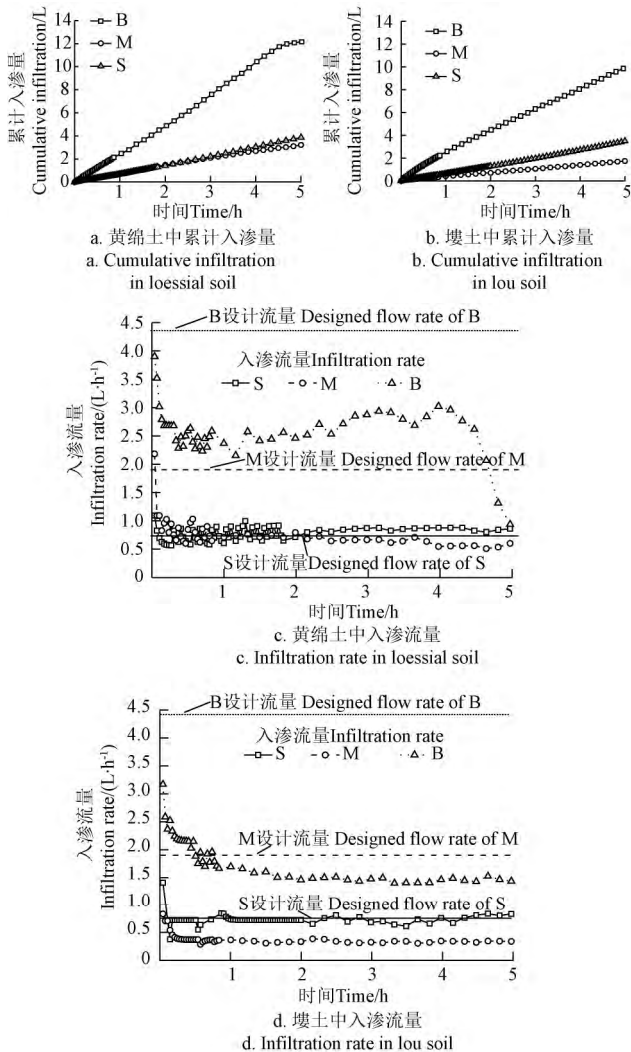 累计入渗量
Cumulative infiltration/L
14
12
10
8
6
4
2
0
B
M
S
1
2
3
4
5
时间Time/h
a. 黄绵土中累计入渗量
a. Cumulative infiltration
in loessial soil
累计入渗量
Cumulative infiltration/L
14
12
10
8
6
4
2
0
B
M
S
1
2
3
4
5
时间Time/h
b. 塿土中累计入渗量
b. Cumulative infiltration
in lou soil
入渗流量
Infiltration rate/(L·h⁻¹)
4.5
4.0
3.5
3.0
2.5
2.0
1.5
1.0
0.5
0
B设计流量 Designed flow rate of B
入渗流量Infiltration rate
S
M
B
M设计流量 Designed flow rate of M
S设计流量Designed flow rate of S
1
2
3
4
5
时间Time/h
c. 黄绵土中入渗流量
c. Infiltration rate in loessial soil
入渗流量
Infiltration rate/(L·h⁻¹)
4.5
4.0
3.5
3.0
2.5
2.0
1.5
1.0
0.5
0
B设计流量 Designed flow rate of B
入渗流量Infiltration rate
S
M
B
M设计流量 Designed flow rate of M
S设计流量 Designed flow rate of S
1
2
3
4
5
时间Time/h
d. 塿土中入渗流量
d. Infiltration rate in lou soil